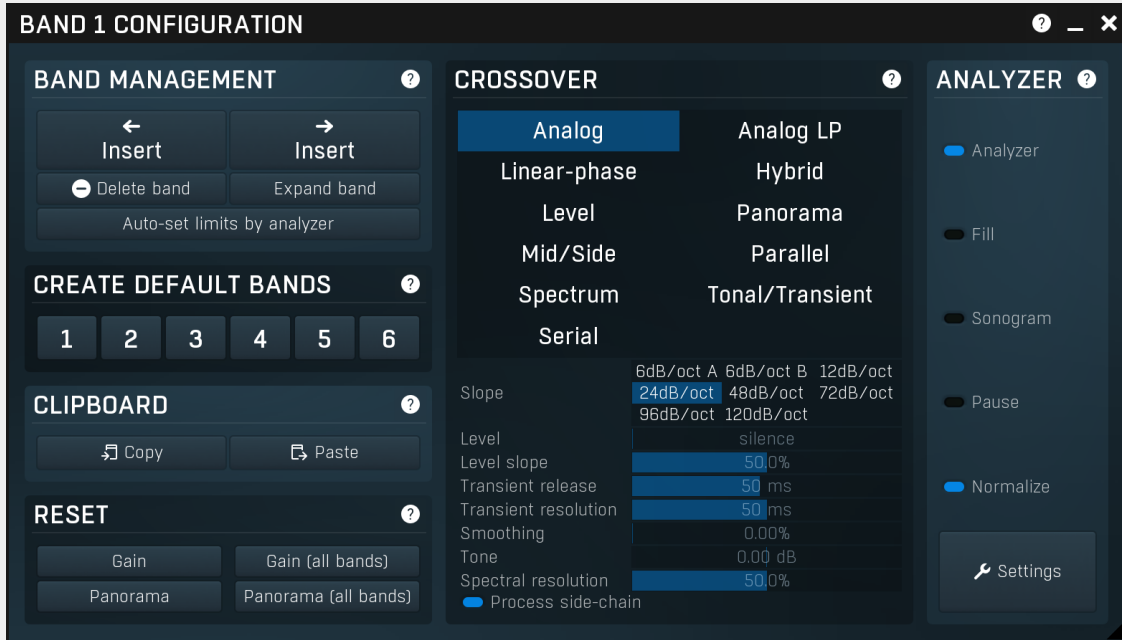 BAND 1 CONFIGURATION
BAND MANAGEMENT
Insert Insert
Delete band Expand band
Auto-set limits by analyzer
CREATE DEFAULT BANDS
1 2 3 4 5 6
CLIPBOARD
Copy Paste
RESET
Gain Gain (all bands)
Panorama Panorama (all bands)
CROSSOVER
Analog Analog LP
Linear-phase Hybrid
Level Panorama
Mid/Side Parallel
Spectrum Tonal/Transient
Serial
Slope
6dB/oct A 6dB/oct B 12dB/oct
24dB/oct 48dB/oct 72dB/oct
96dB/oct 120dB/oct
Level silence
Level slope 50.0%
Transient release 50 ms
Transient resolution 50 ms
Smoothing 0.00%
Tone 0.00 dB
Spectral resolution 50.0%
Process side-chain
ANALYZER
Analyzer
Fill
Sonogram
Pause
Normalize
Settings